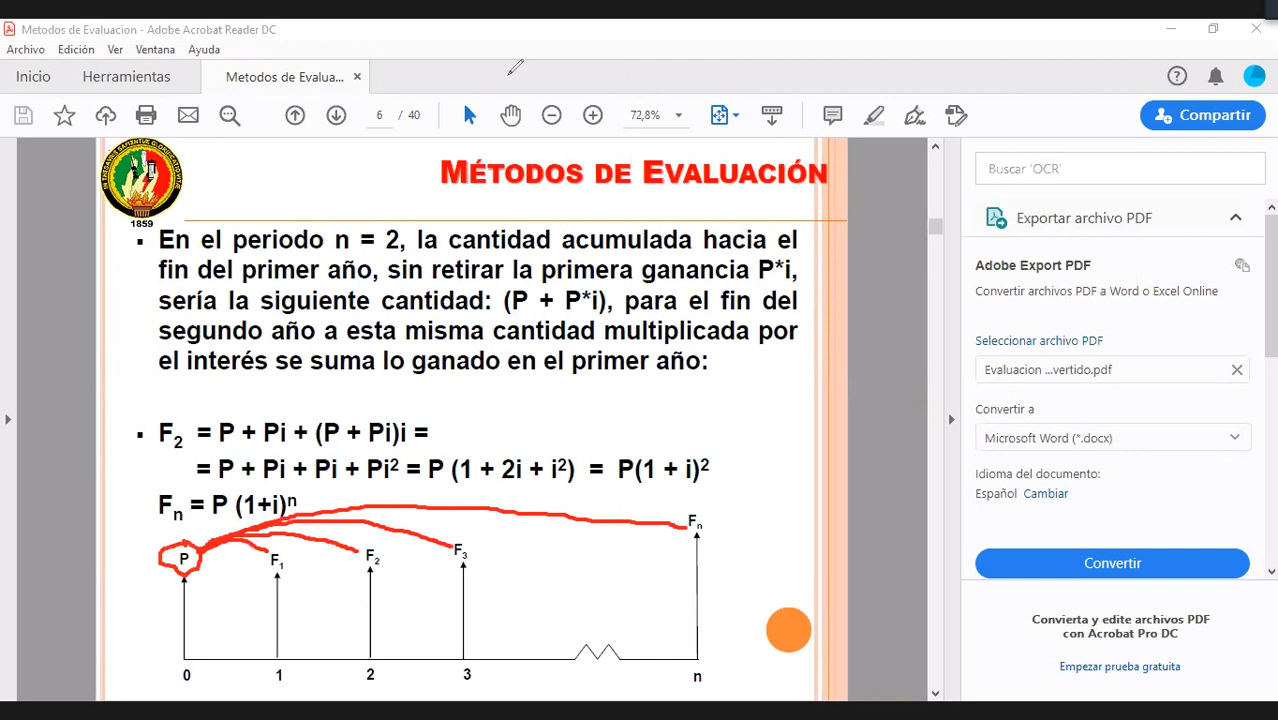 Metodos de Evaluacion - Adobe Acrobat Reader DC
Archivo Edición Ver Ventana Ayuda
Inicio Herramientas Metodos de Evalua... ×
6 / 40 72,8% Compartir
MÉTODOS DE EVALUACIÓN
1859
▪ En el periodo n = 2, la cantidad acumulada hacia el
fin del primer año, sin retirar la primera ganancia P*i,
sería la siguiente cantidad: (P + P*i), para el fin del
segundo año a esta misma cantidad multiplicada por
el interés se suma lo ganado en el primer año:
▪ F2 = P + Pi + (P + Pi)i =
= P + Pi + Pi + Pi² = P (1 + 2i + i²) = P(1 + i)²
Fn = P (1+i)ⁿ
P F1 F2 F3 Fn
0 1 2 3 n
Buscar 'OCR'
Exportar archivo PDF
Adobe Export PDF
Convertir archivos PDF a Word o Excel Online
Seleccionar archivo PDF
Evaluacion ...vertido.pdf ×
Convertir a
Microsoft Word (*.docx)
Idioma del documento:
Español Cambiar
Convertir
Convierta y edite archivos PDF
con Acrobat Pro DC
Empezar prueba gratuita